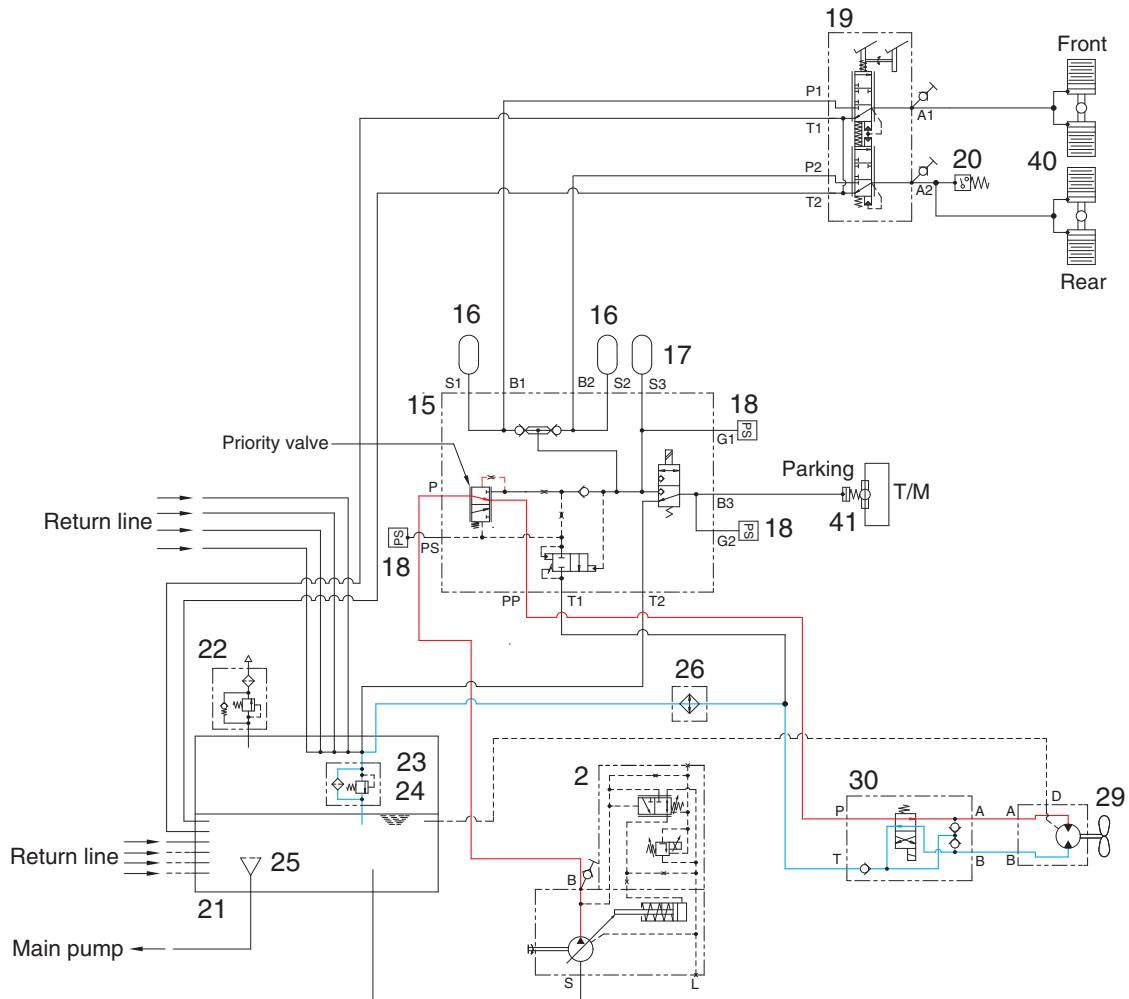 19
Front
P1
T1
A1
P2
20
40
A2
T2
Rear
16
16
17
S1
B1
B2
S2
S3
15
18
PS
G1
Priority valve
Parking
P
T/M
B3
Return line
PS
PS
18
G2
PS
18
41
PP
T1
T2
22
26
23
24
2
30
D
29
P
A
A
B
T
B
B
Return line
25
21
Main pump
S
L